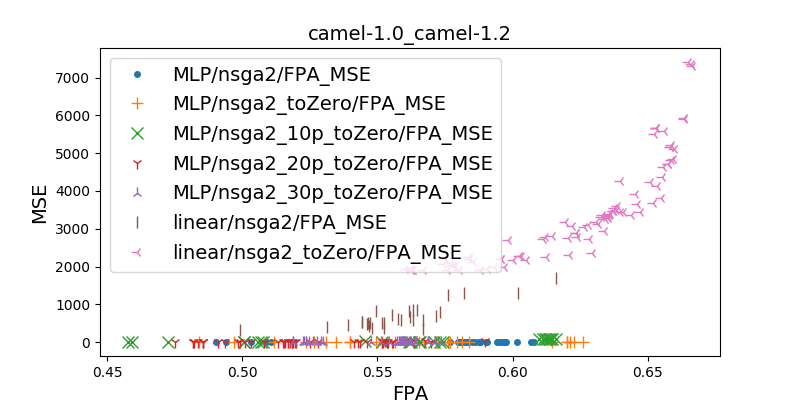 camel-1.0_camel-1.2
MLP/nsga2/FPA_MSE
MLP/nsga2_toZero/FPA_MSE
MLP/nsga2_10p_toZero/FPA_MSE
MLP/nsga2_20p_toZero/FPA_MSE
MLP/nsga2_30p_toZero/FPA_MSE
linear/nsga2/FPA_MSE
linear/nsga2_toZero/FPA_MSE
MSE
7000
6000
5000
4000
3000
2000
1000
0
0.45 0.50 0.55 0.60 0.65
FPA